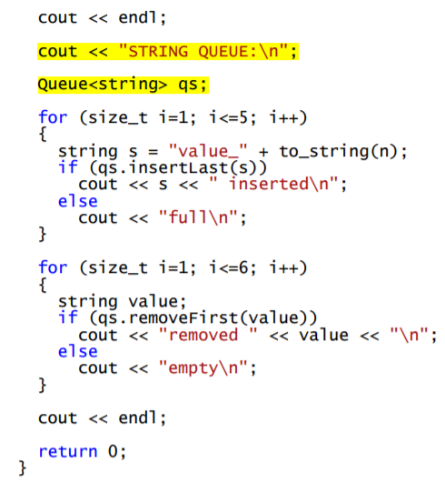 cout << endl;
cout << "STRING QUEUE:\n";
Queue<string> qs;
for (size_t i=1; i<=5; i++)
{
string s = "value_" + to_string(n);
if (qs.insertLast(s))
cout << s << " inserted\n";
else
cout << "full\n";
}
for (size_t i=1; i<=6; i++)
{
string value;
if (qs.removeFirst(value))
cout << "removed " << value << "\n";
else
cout << "empty\n";
}
cout << endl;
return 0;
}